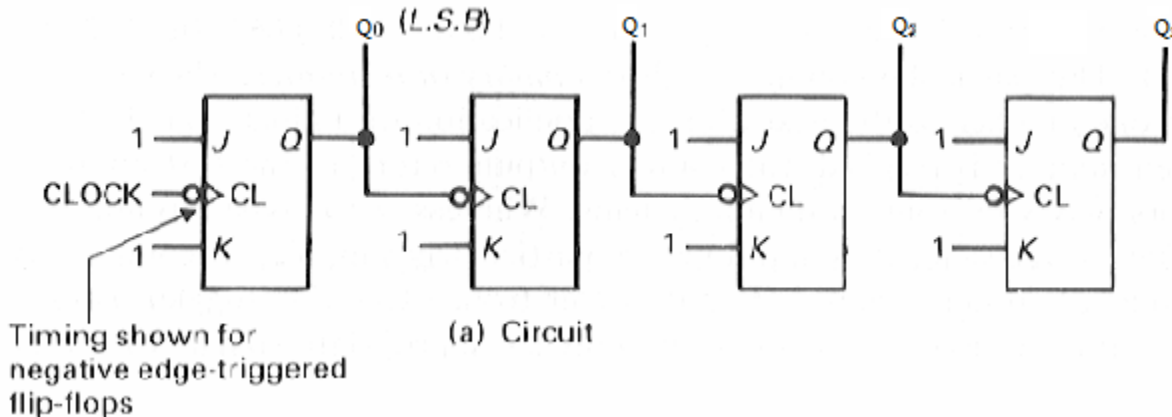 Q₀ (L.S.B) Q₁ Q₂
1 J Q 1 J Q 1 J Q 1 J Q
CLOCK CL CL CL CL
1 K 1 K 1 K 1 K
(a) Circuit
Timing shown for
negative edge-triggered
flip-flops